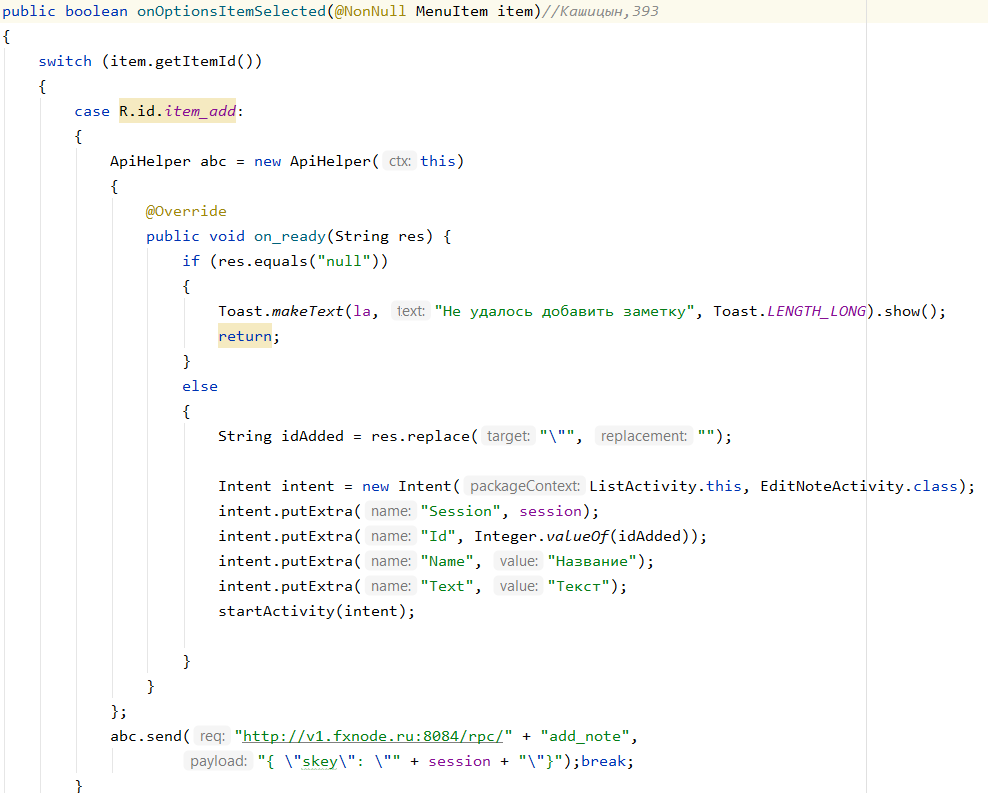 public boolean onOptionsItemSelected(@NonNull MenuItem item)//Кашицын,393
{
switch (item.getItemId())
{
case R.id.item_add:
{
ApiHelper abc = new ApiHelper( ctx: this)
{
@Override
public void on_ready(String res) {
if (res.equals("null"))
{
Toast.makeText(la, text: "Не удалось добавить заметку", Toast.LENGTH_LONG).show();
return;
}
else
{
String idAdded = res.replace( target: "\"", replacement: "");
Intent intent = new Intent( packageContext: ListActivity.this, EditNoteActivity.class);
intent.putExtra( name: "Session", session);
intent.putExtra( name: "Id", Integer.valueOf(idAdded));
intent.putExtra( name: "Name", value: "Название");
intent.putExtra( name: "Text", value: "Текст");
startActivity(intent);
}
}
};
abc.send( req: "http://v1.fxnode.ru:8084/rpc/" + "add_note",
payload: "{ \"skey\": \"" + session + "\"}");break;
}